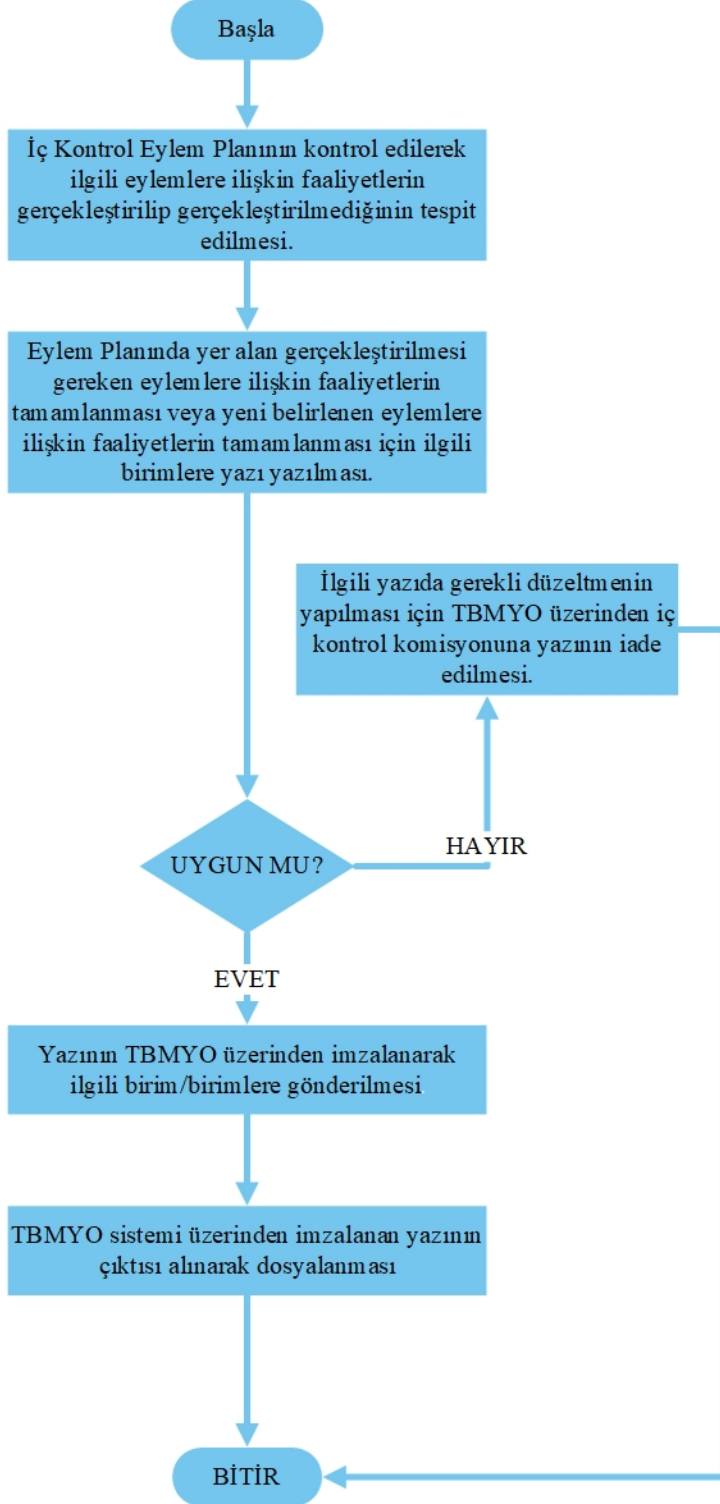 Başla
İç Kontrol Eylem Planının kontrol edilerek
ilgili eylemlere ilişkin faaliyetlerin
gerçekleştirilip gerçekleştirilmediğinin tespit
edilmesi.
Eylem Planında yer alan gerçekleştirilmesi
gereken eylemlere ilişkin faaliyetlerin
tamamlanması veya yeni belirlenen eylemlere
ilişkin faaliyetlerin tamamlanması için ilgili
birimlere yazı yazılması.
İlgili yazıda gerekli düzeltmenin
yapılması için TBMYO üzerinden iç
kontrol komisyonuna yazının iade
edilmesi.
UYGUN MU?
HAYIR
EVET
Yazının TBMYO üzerinden imzalanarak
ilgili birim/birimlere gönderilmesi.
TBMYO sistemi üzerinden imzalanan yazının
çıktısı alınarak dosyalanması
BİTİR